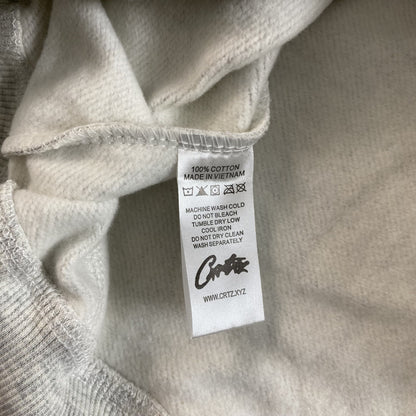 100% COTTON
MADE IN VIETNAM
MACHINE WASH COLD
DO NOT BLEACH
TUMBLE DRY LOW
COOL IRON
DO NOT DRY CLEAN
WASH SEPARATELY
Crtz
WWW.CRTZ.XYZ